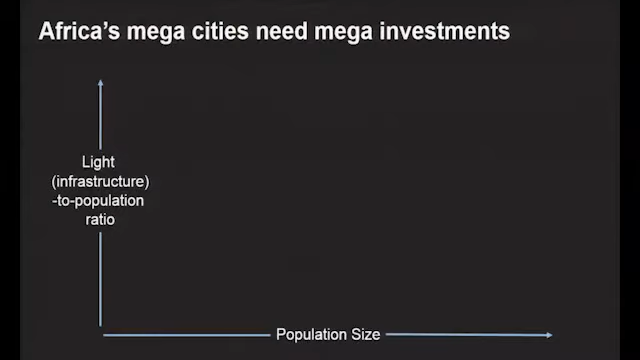 Africa's mega cities need mega investments
Light
(infrastructure)
-to-population
ratio
Population Size